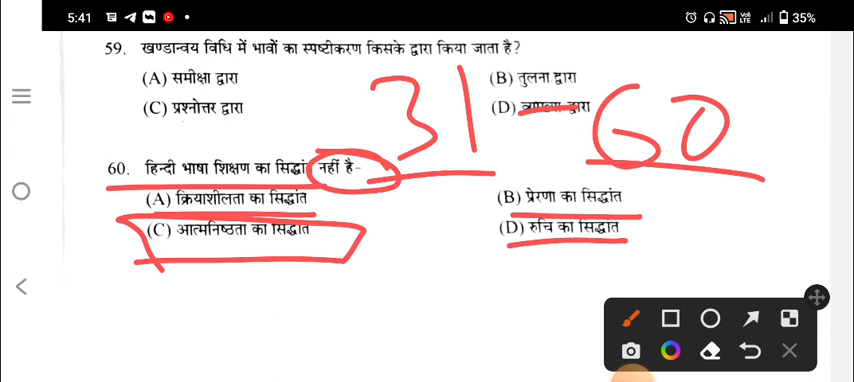 5:41 35%
59. खण्डान्वय विधि में भावों का स्पष्टीकरण किसके द्वारा किया जाता है?
(A) समीक्षा द्वारा (B) तुलना द्वारा
(C) प्रश्नोत्तर द्वारा (D) व्याख्या द्वारा
31 60
60. हिन्दी भाषा शिक्षण का सिद्धांत नहीं है-
(A) क्रियाशीलता का सिद्धांत (B) प्रेरणा का सिद्धांत
(C) आत्मनिष्ठता का सिद्धांत (D) रुचि का सिद्धांत